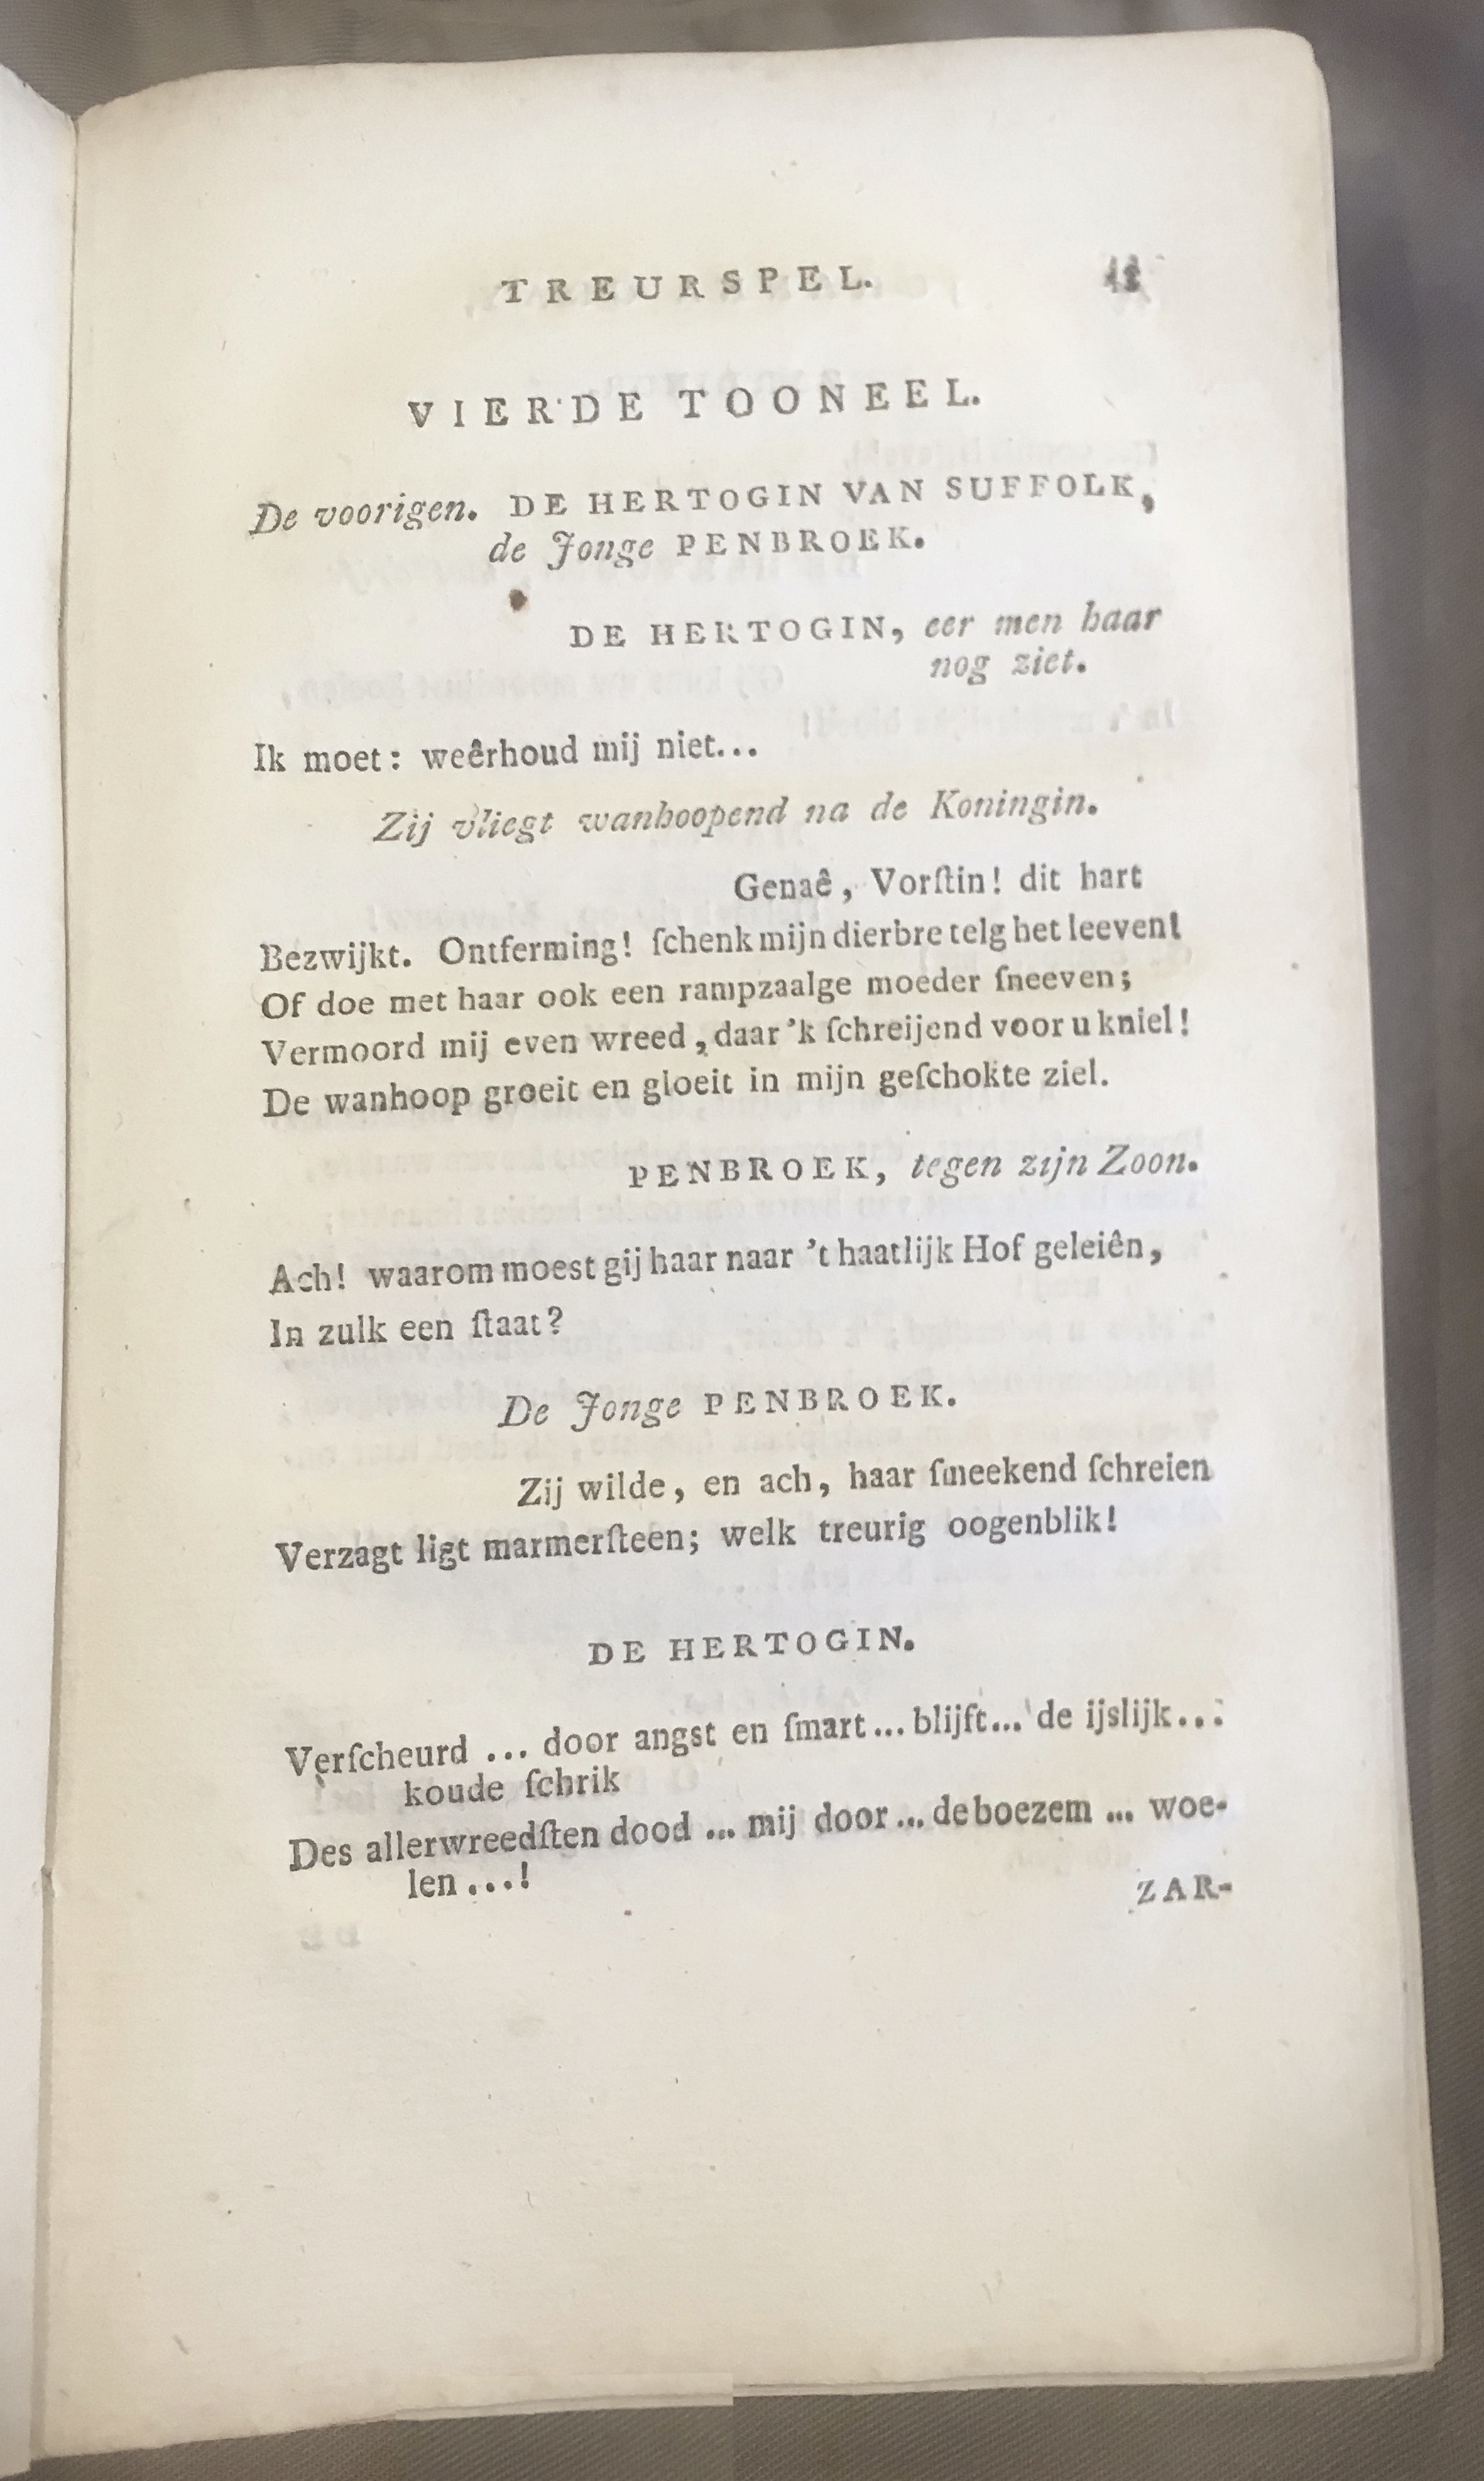 TREURSPEL.
VIERDE TOONEEL.
De voorigen. DE HERTOGIN VAN SUFFOLK,
de Jonge PENBROEK.
DE HERTOGIN, eer men haar
nog ziet.
Ik moet: weêrhoud mij niet...
Zij vliegt wanhoopend na de Koningin.
Genaê, Vorſtin! dit hart
Bezwijkt. Ontferming! ſchenk mijn dierbre telg het leeven!
Of doe met haar ook een rampzaalge moeder ſneeven;
Vermoord mij even wreed, daar 'k ſchreijend voor u kniel!
De wanhoop groeit en gloeit in mijn geſchokte ziel.
PENBROEK, tegen zijn Zoon.
Ach! waarom moest gij haar naar 't haatlijk Hof geleiên,
In zulk een ſtaat?
De Jonge PENBROEK.
Zij wilde, en ach, haar ſmeekend ſchreien
Verzagt ligt marmerſteen; welk treurig oogenblik!
DE HERTOGIN.
Verſcheurd ... door angst en ſmart ... blijft... de ijslijk...
koude ſchrik
Des allerwreedſten dood ... mij door ... de boezem ... woe-
len ...!
ZAR-